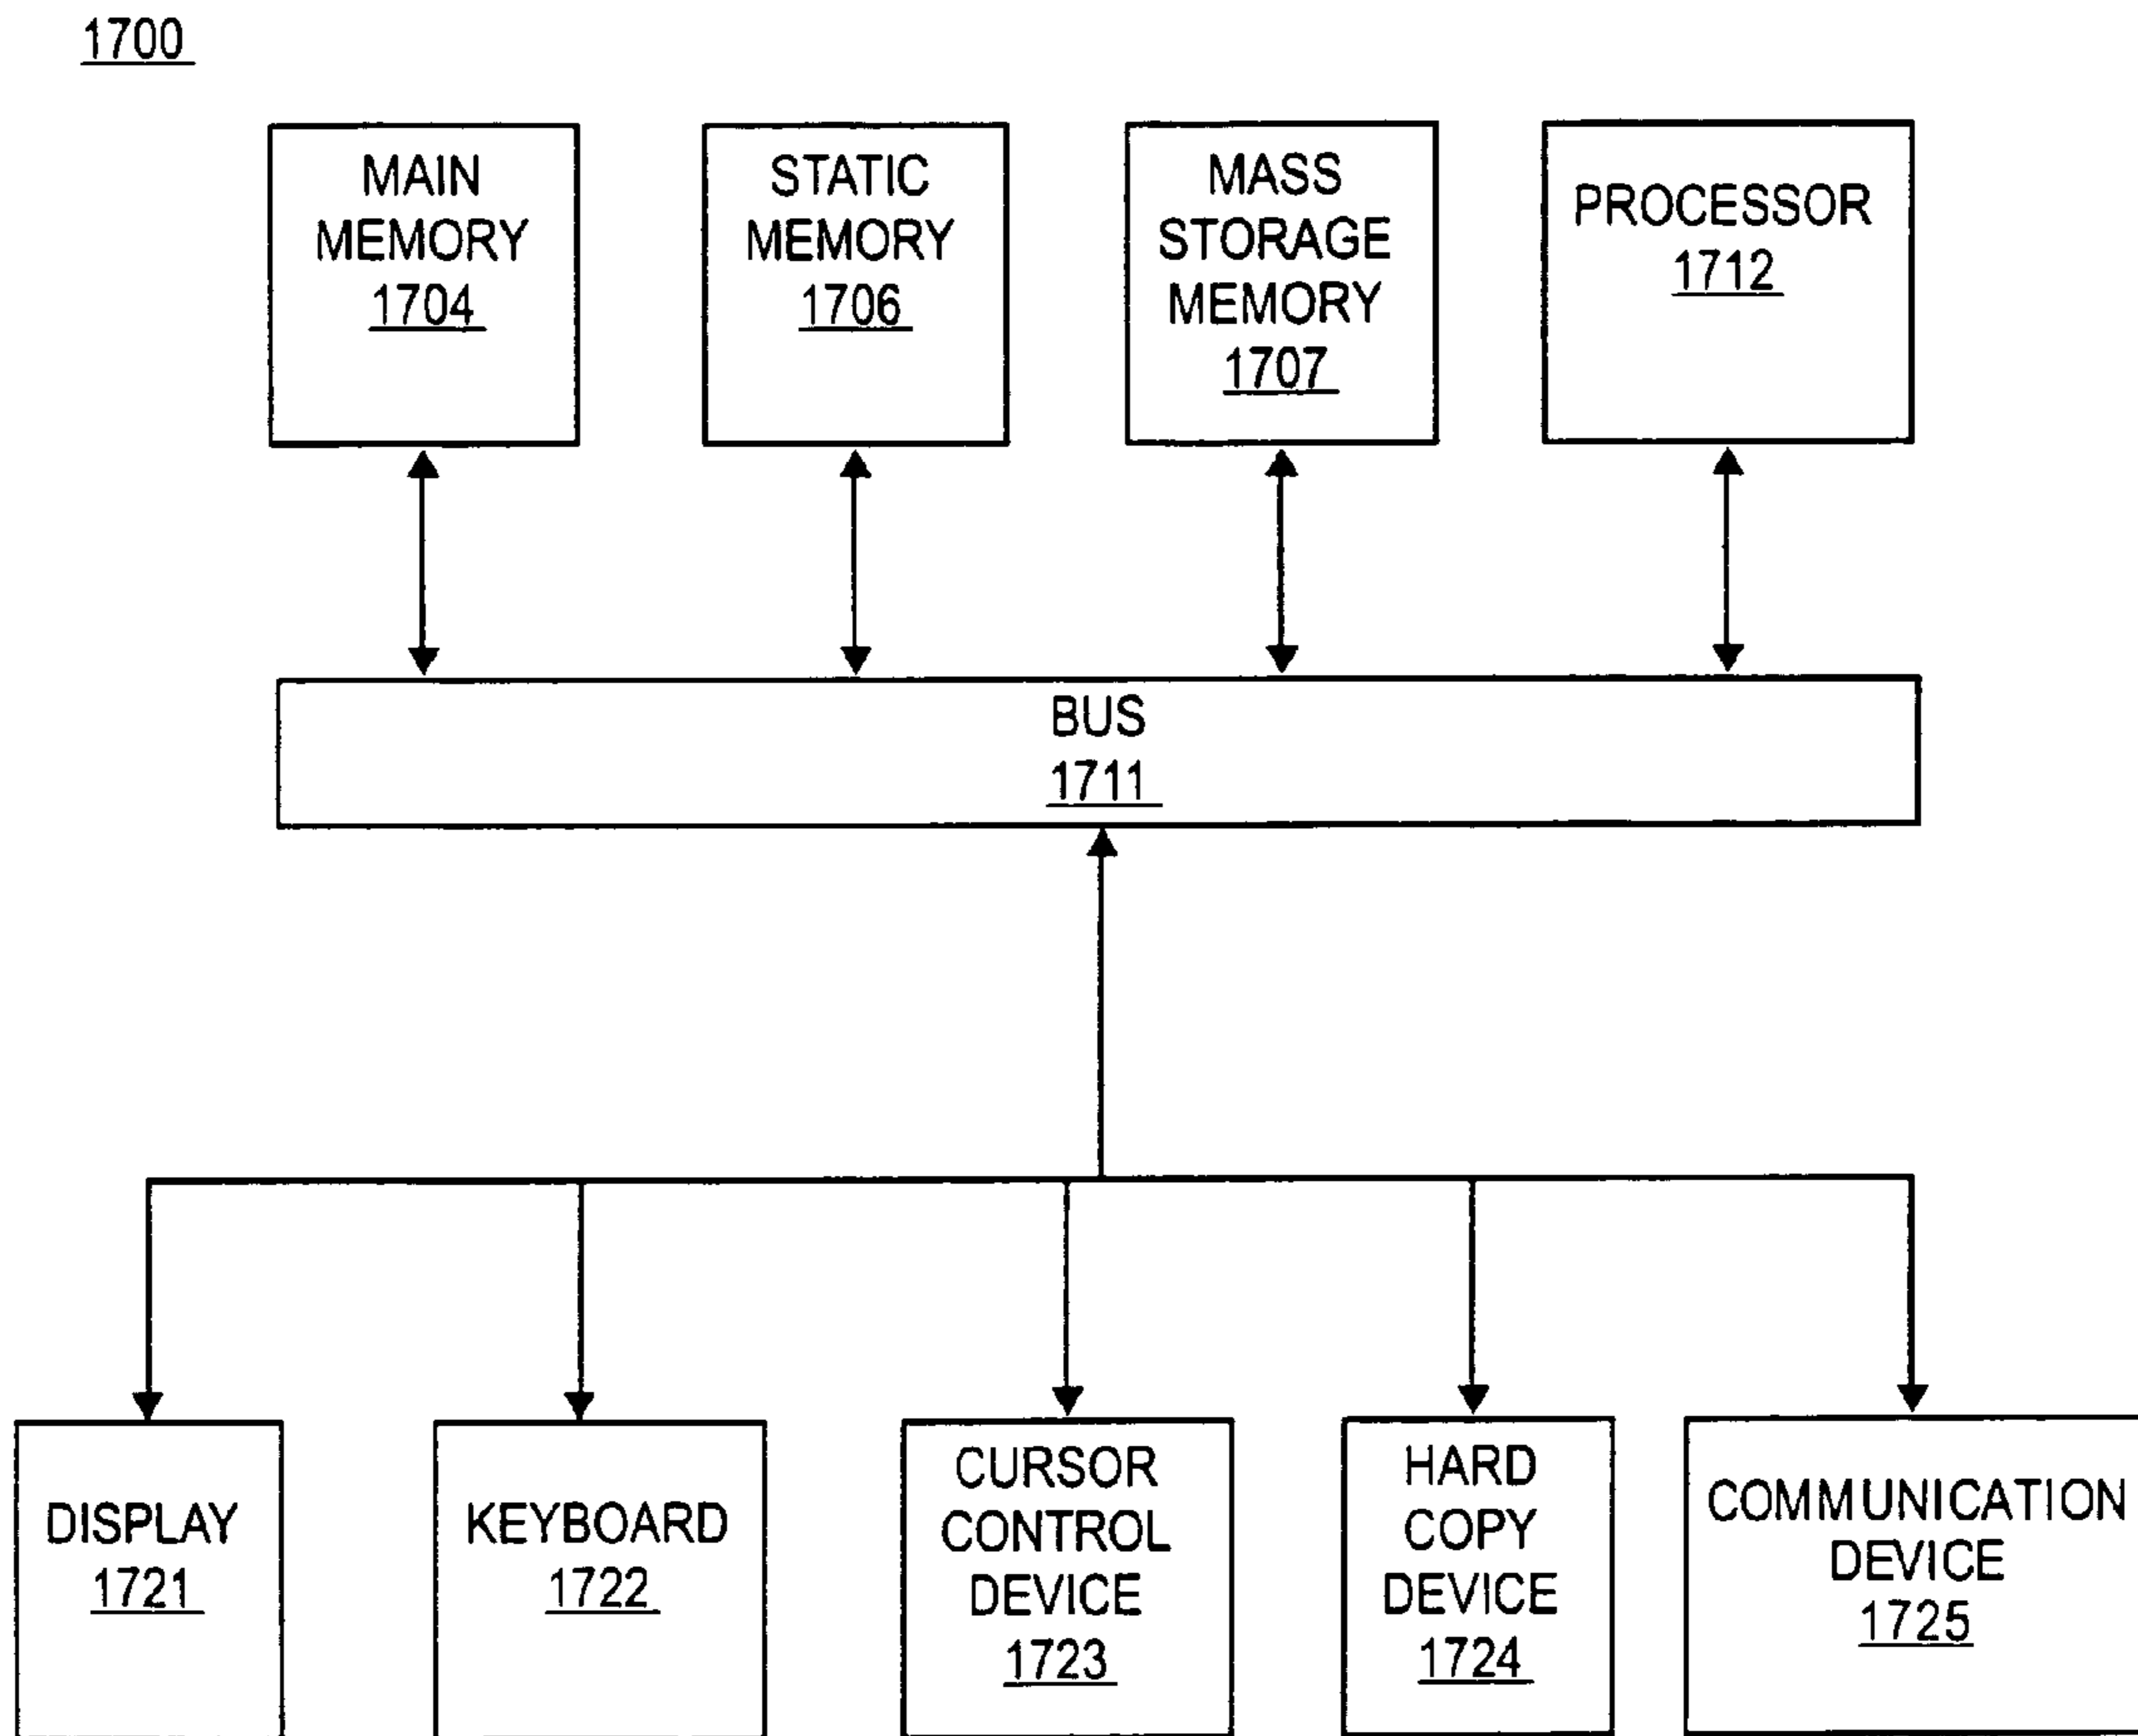 1700
MAIN
MEMORY
1704
STATIC
MEMORY
1706
MASS
STORAGE
MEMORY
1707
PROCESSOR
1712
BUS
1711
DISPLAY
1721
KEYBOARD
1722
CURSOR
CONTROL
DEVICE
1723
HARD
COPY
DEVICE
1724
COMMUNICATION
DEVICE
1725